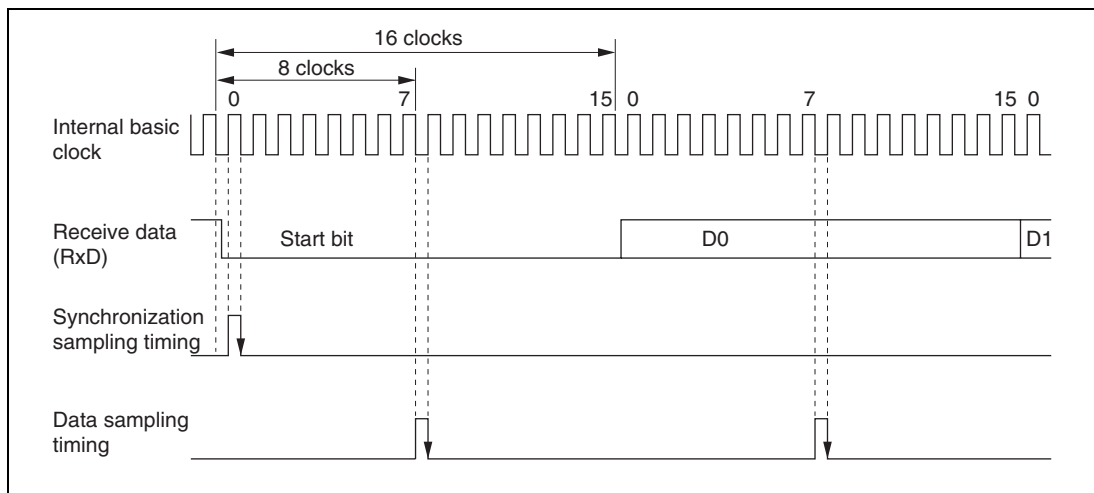 16 clocks
8 clocks
0 7 15 0 7 15 0
Internal basic
clock
Receive data
(RxD)
Start bit
D0
D1
Synchronization
sampling timing
Data sampling
timing